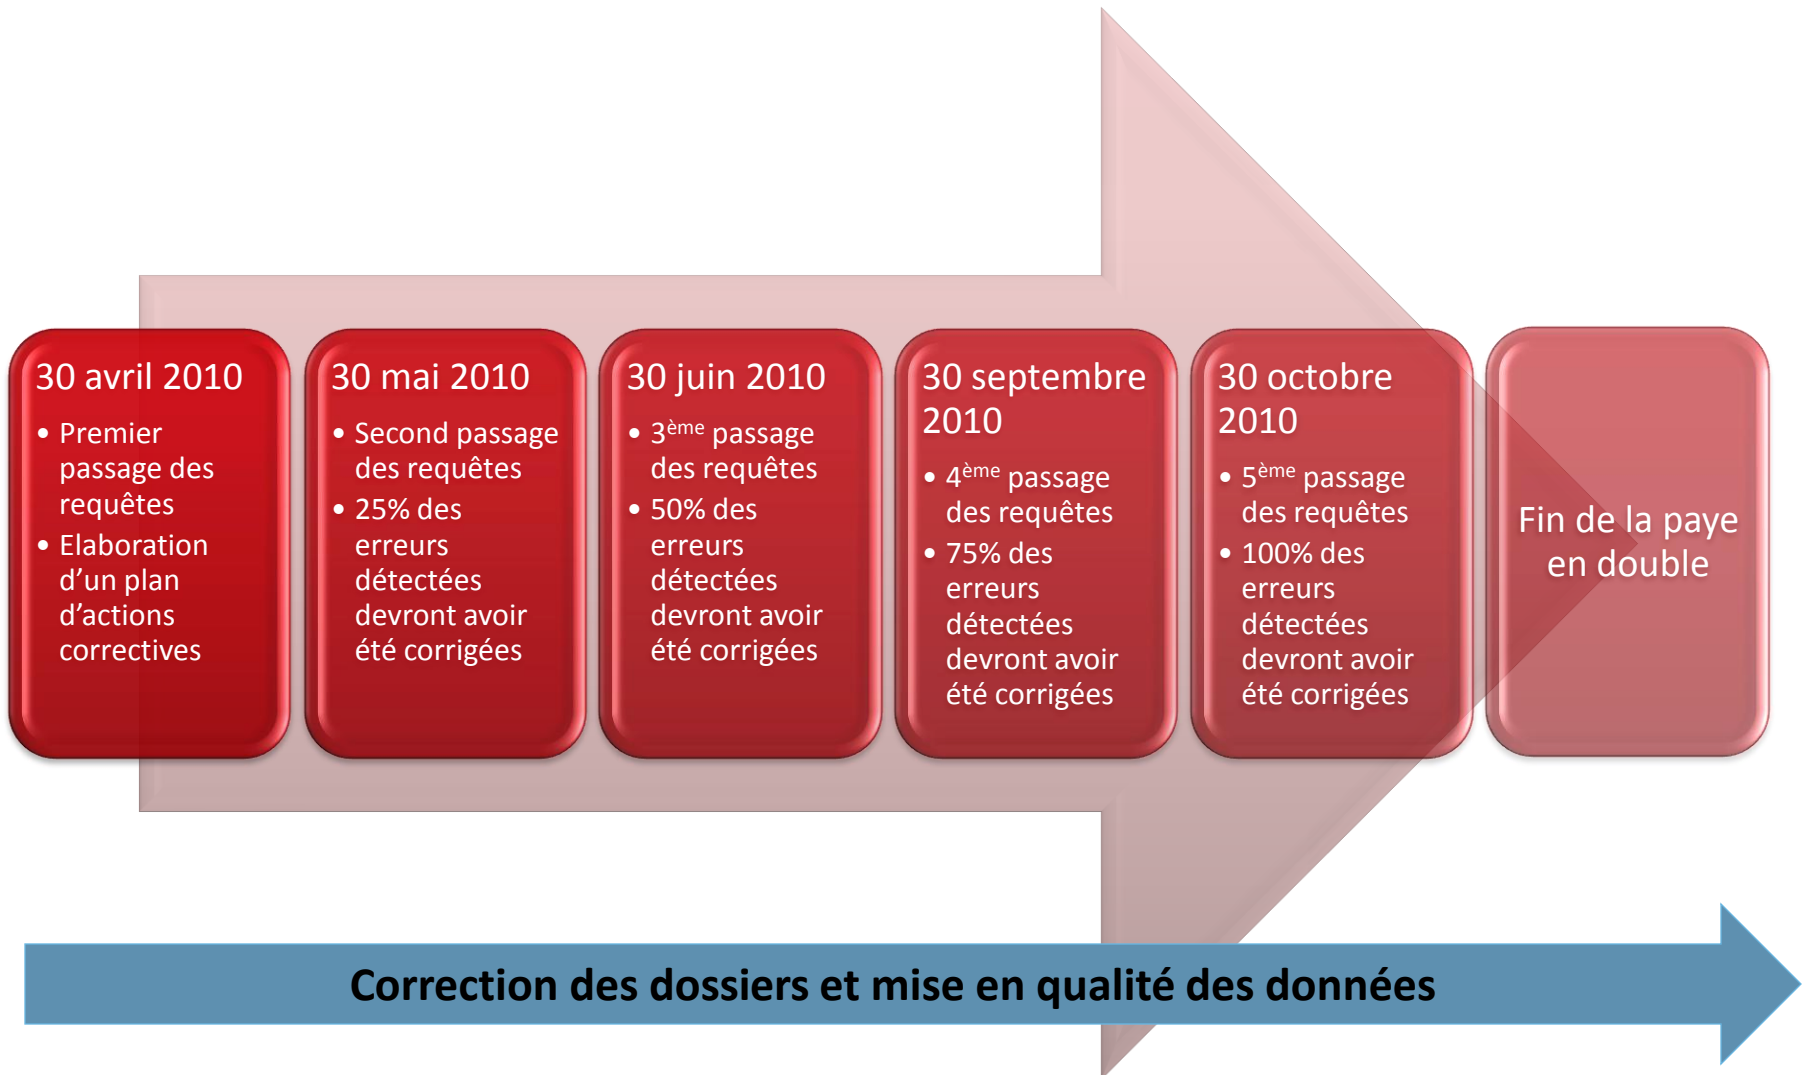 30 avril 2010
• Premier
passage des
requêtes
• Elaboration
d'un plan
d'actions
correctives
30 mai 2010
• Second passage
des requêtes
• 25% des
erreurs
détectées
devront avoir
été corrigées
30 juin 2010
• 3ème passage
des requêtes
• 50% des
erreurs
détectées
devront avoir
été corrigées
30 septembre
2010
• 4ème passage
des requêtes
• 75% des
erreurs
détectées
devront avoir
été corrigées
30 octobre
2010
• 5ème passage
des requêtes
• 100% des
erreurs
détectées
devront avoir
été corrigées
Fin de la paye
en double
Correction des dossiers et mise en qualité des données